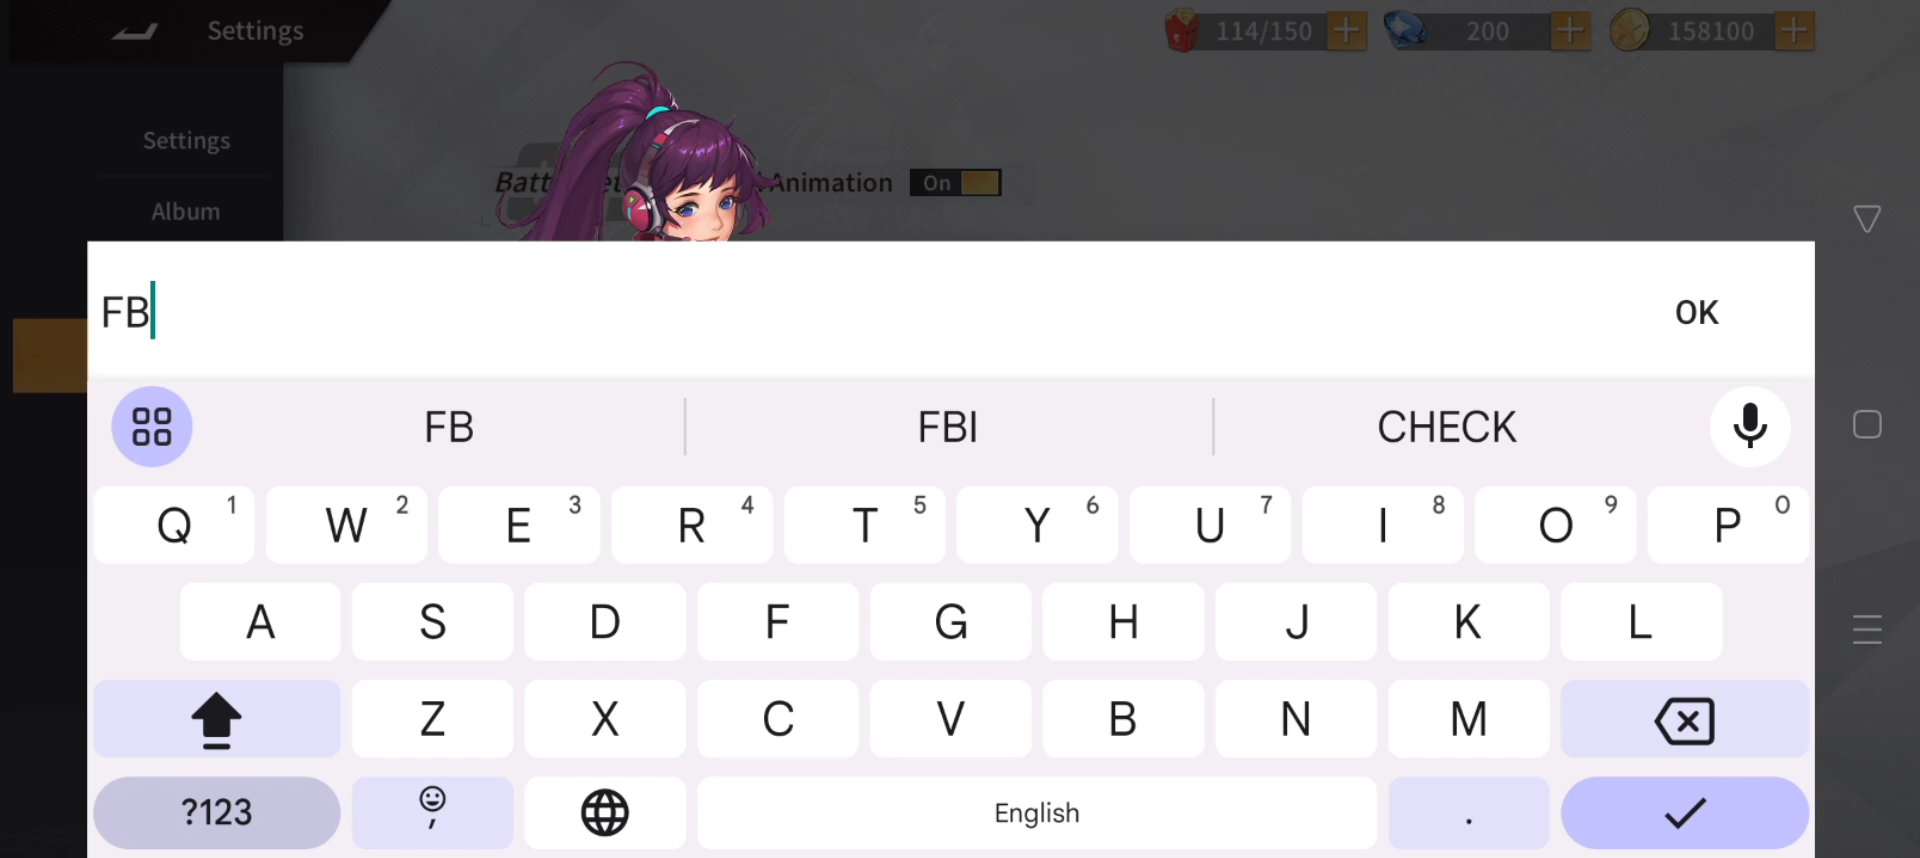 Settings
114/150
200
158100
Settings
Album
Animation
On
FB
OK
FB
FBI
CHECK
Q 1 W 2 E 3 R 4 T 5 Y 6 U 7 I 8 O 9 P 0
A S D F G H J K L
Z X C V B N M
?123 , English .